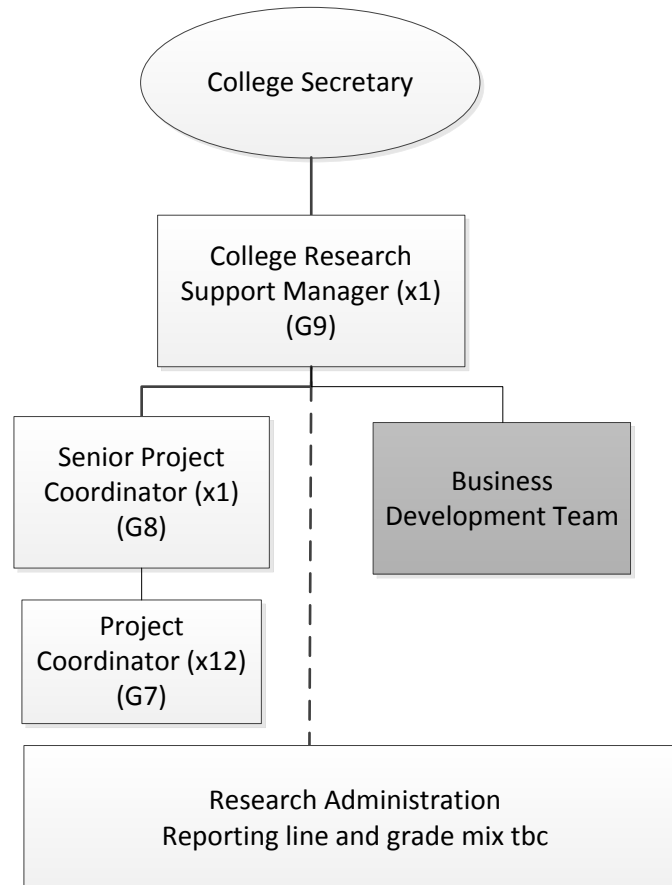 College Secretary
College Research
Support Manager (x1)
(G9)
Senior Project
Coordinator (x1)
(G8)
Business
Development Team
Project
Coordinator (x12)
(G7)
Research Administration
Reporting line and grade mix tbc